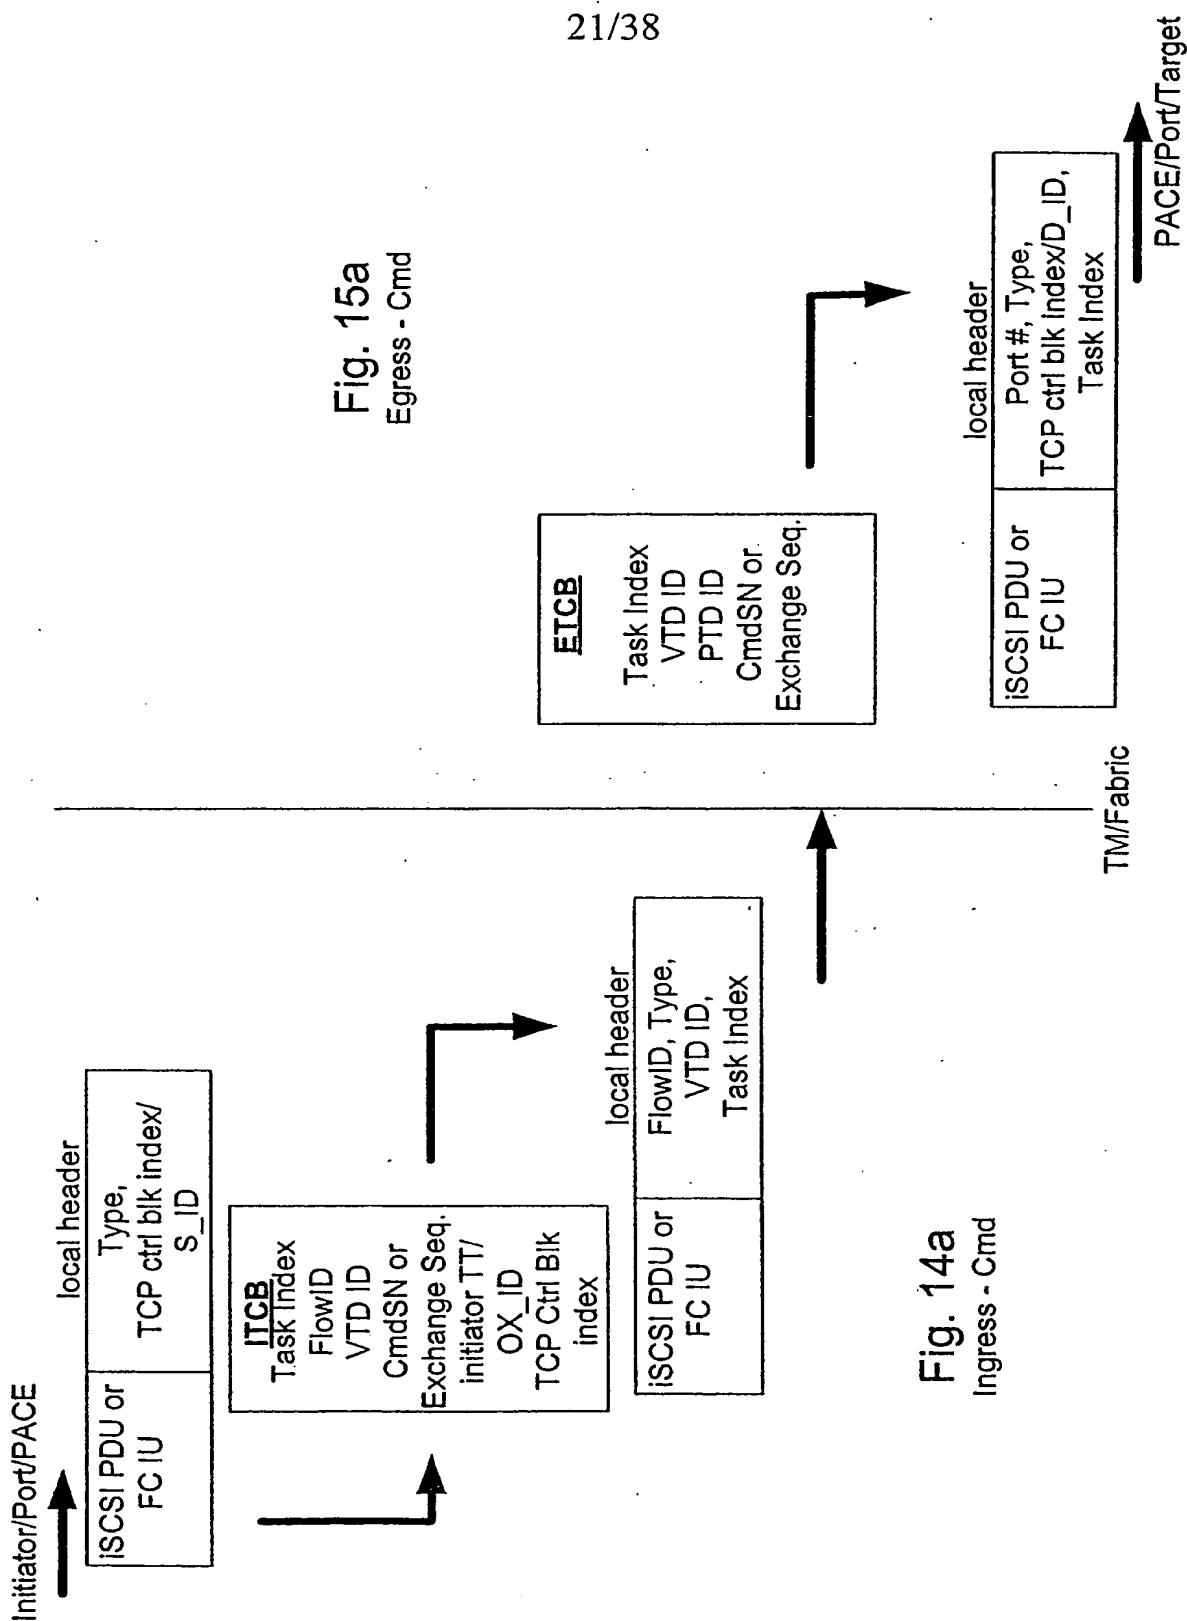 21/38
Initiator/Port/PACE
local header
iSCSI PDU or
FC IU
Type,
TCP ctrl blk index/
S_ID
ITCB
Task Index
FlowID
VTD ID
CmdSN or
Exchange Seq.
initiator TT/
OX_ID
TCP Ctrl Blk
index
local header
iSCSI PDU or
FC IU
FlowID, Type,
VTD ID,
Task Index
Fig. 14a
Ingress - Cmd
TM/Fabric
Fig. 15a
Egress - Cmd
ETCB
Task Index
VTD ID
PTD ID
CmdSN or
Exchange Seq.
local header
iSCSI PDU or
FC IU
Port #, Type,
TCP ctrl blk Index/D_ID,
Task Index
PACE/Port/Target